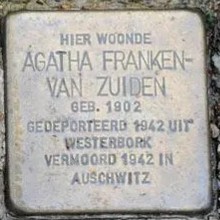 HIER WOONDE
AGATHA FRANKEN-
VAN ZUIDEN
GEB. 1902
GEDEPORTEERD 1942 UIT
WESTERBORK
VERMOORD 1942 IN
AUSCHWITZ